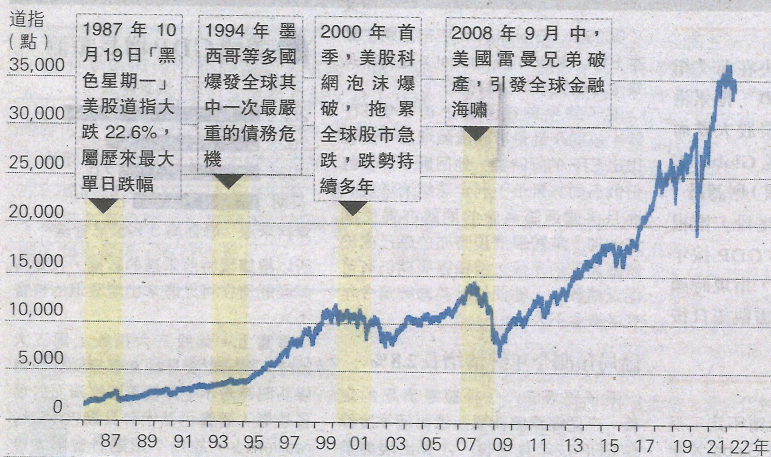 道指
(點)
35,000
30,000
25,000
20,000
15,000
10,000
5,000
0
1987 年 10
月19日「黑
色星期一」
美股道指大
跌 22.6%，
屬歷來最大
單日跌幅
1994 年墨
西哥等多國
爆發全球其
中一次最嚴
重的債務危
機
2000 年首
季，美股科
網泡沫爆
破，拖累
全球股市急
跌，跌勢持
續多年
2008 年 9 月中，
美國雷曼兄弟破
產，引發全球金融
海嘯
87 89 91 93 95 97 99 01 03 05 07 09 11 13 15 17 19 21 22年
Global
GDP